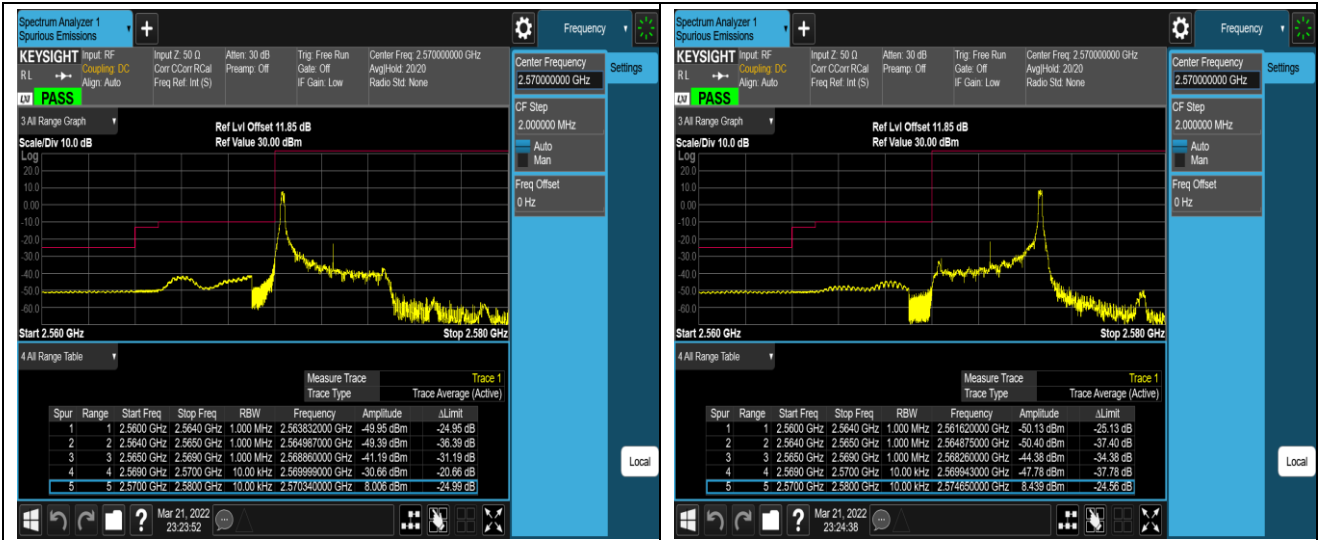 Spectrum Analyzer 1
Spurious Emissions
Frequency
KEYSIGHT Input: RF Input Z: 50 Ω Atten: 30 dB Trig: Free Run Center Freq: 2.570000000 GHz
RL Coupling: DC Corr CCorr RCal Preamp: Off Gate: Off Avg|Hold: 20/20
Align: Auto Freq Ref: Int (S) IF Gain: Low Radio Std: None
PASS
Center Frequency
2.570000000 GHz
Settings
CF Step
2.000000 MHz
Auto
Man
Freq Offset
0 Hz
3 All Range Graph
Ref Lvl Offset 11.85 dB
Scale/Div 10.0 dB Ref Value 30.00 dBm
Log
20.0
10.0
0.00
-10.0
-20.0
-30.0
-40.0
-50.0
-60.0
Start 2.560 GHz Stop 2.580 GHz
4 All Range Table
Measure Trace Trace 1
Trace Type Trace Average (Active)
Spur Range Start Freq Stop Freq RBW Frequency Amplitude ΔLimit
1 1 2.5600 GHz 2.5640 GHz 1.000 MHz 2.563832000 GHz -49.95 dBm -24.95 dB
2 2 2.5640 GHz 2.5650 GHz 1.000 MHz 2.564987000 GHz -49.39 dBm -36.39 dB
3 3 2.5650 GHz 2.5690 GHz 1.000 MHz 2.568860000 GHz -41.19 dBm -31.19 dB
4 4 2.5690 GHz 2.5700 GHz 10.00 kHz 2.569999000 GHz -30.66 dBm -20.66 dB
5 5 2.5700 GHz 2.5800 GHz 10.00 kHz 2.570340000 GHz 8.006 dBm -24.99 dB
Local
?
Mar 21, 2022
23:23:52
Spectrum Analyzer 1
Spurious Emissions
Frequency
KEYSIGHT Input: RF Input Z: 50 Ω Atten: 30 dB Trig: Free Run Center Freq: 2.570000000 GHz
RL Coupling: DC Corr CCorr RCal Preamp: Off Gate: Off Avg|Hold: 20/20
Align: Auto Freq Ref: Int (S) IF Gain: Low Radio Std: None
PASS
Center Frequency
2.570000000 GHz
Settings
CF Step
2.000000 MHz
Auto
Man
Freq Offset
0 Hz
3 All Range Graph
Ref Lvl Offset 11.85 dB
Scale/Div 10.0 dB Ref Value 30.00 dBm
Log
20.0
10.0
0.00
-10.0
-20.0
-30.0
-40.0
-50.0
-60.0
Start 2.560 GHz Stop 2.580 GHz
4 All Range Table
Measure Trace Trace 1
Trace Type Trace Average (Active)
Spur Range Start Freq Stop Freq RBW Frequency Amplitude ΔLimit
1 1 2.5600 GHz 2.5640 GHz 1.000 MHz 2.561620000 GHz -50.13 dBm -25.13 dB
2 2 2.5640 GHz 2.5650 GHz 1.000 MHz 2.564875000 GHz -50.40 dBm -37.40 dB
3 3 2.5650 GHz 2.5690 GHz 1.000 MHz 2.568260000 GHz -44.38 dBm -34.38 dB
4 4 2.5690 GHz 2.5700 GHz 10.00 kHz 2.569943000 GHz -47.78 dBm -37.78 dB
5 5 2.5700 GHz 2.5800 GHz 10.00 kHz 2.574650000 GHz 8.439 dBm -24.56 dB
Local
?
Mar 21, 2022
23:24:38